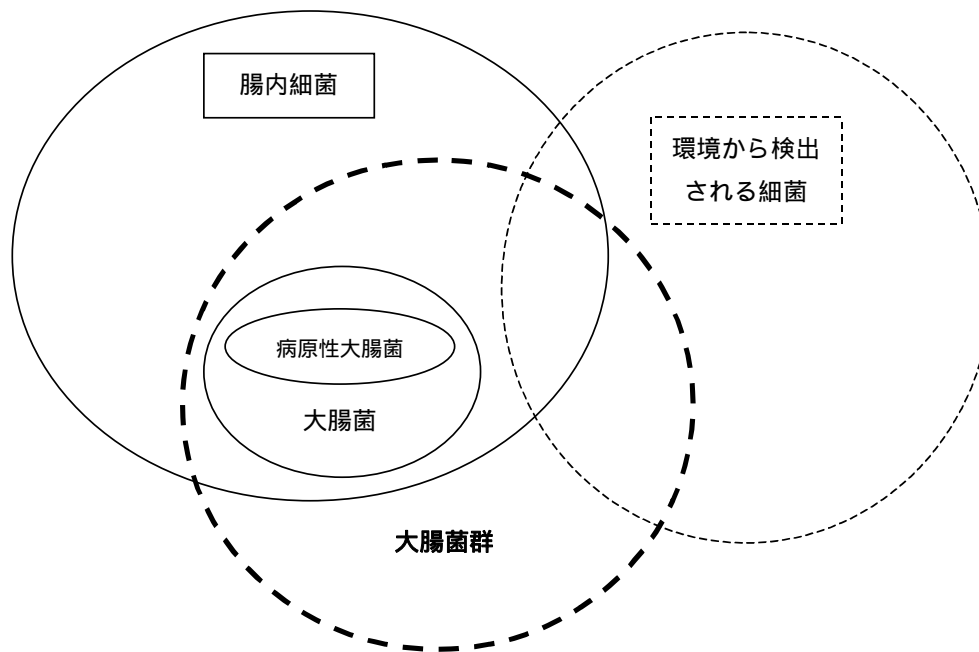 腸内細菌
環境から検出
される細菌
病原性大腸菌
大腸菌
大腸菌群